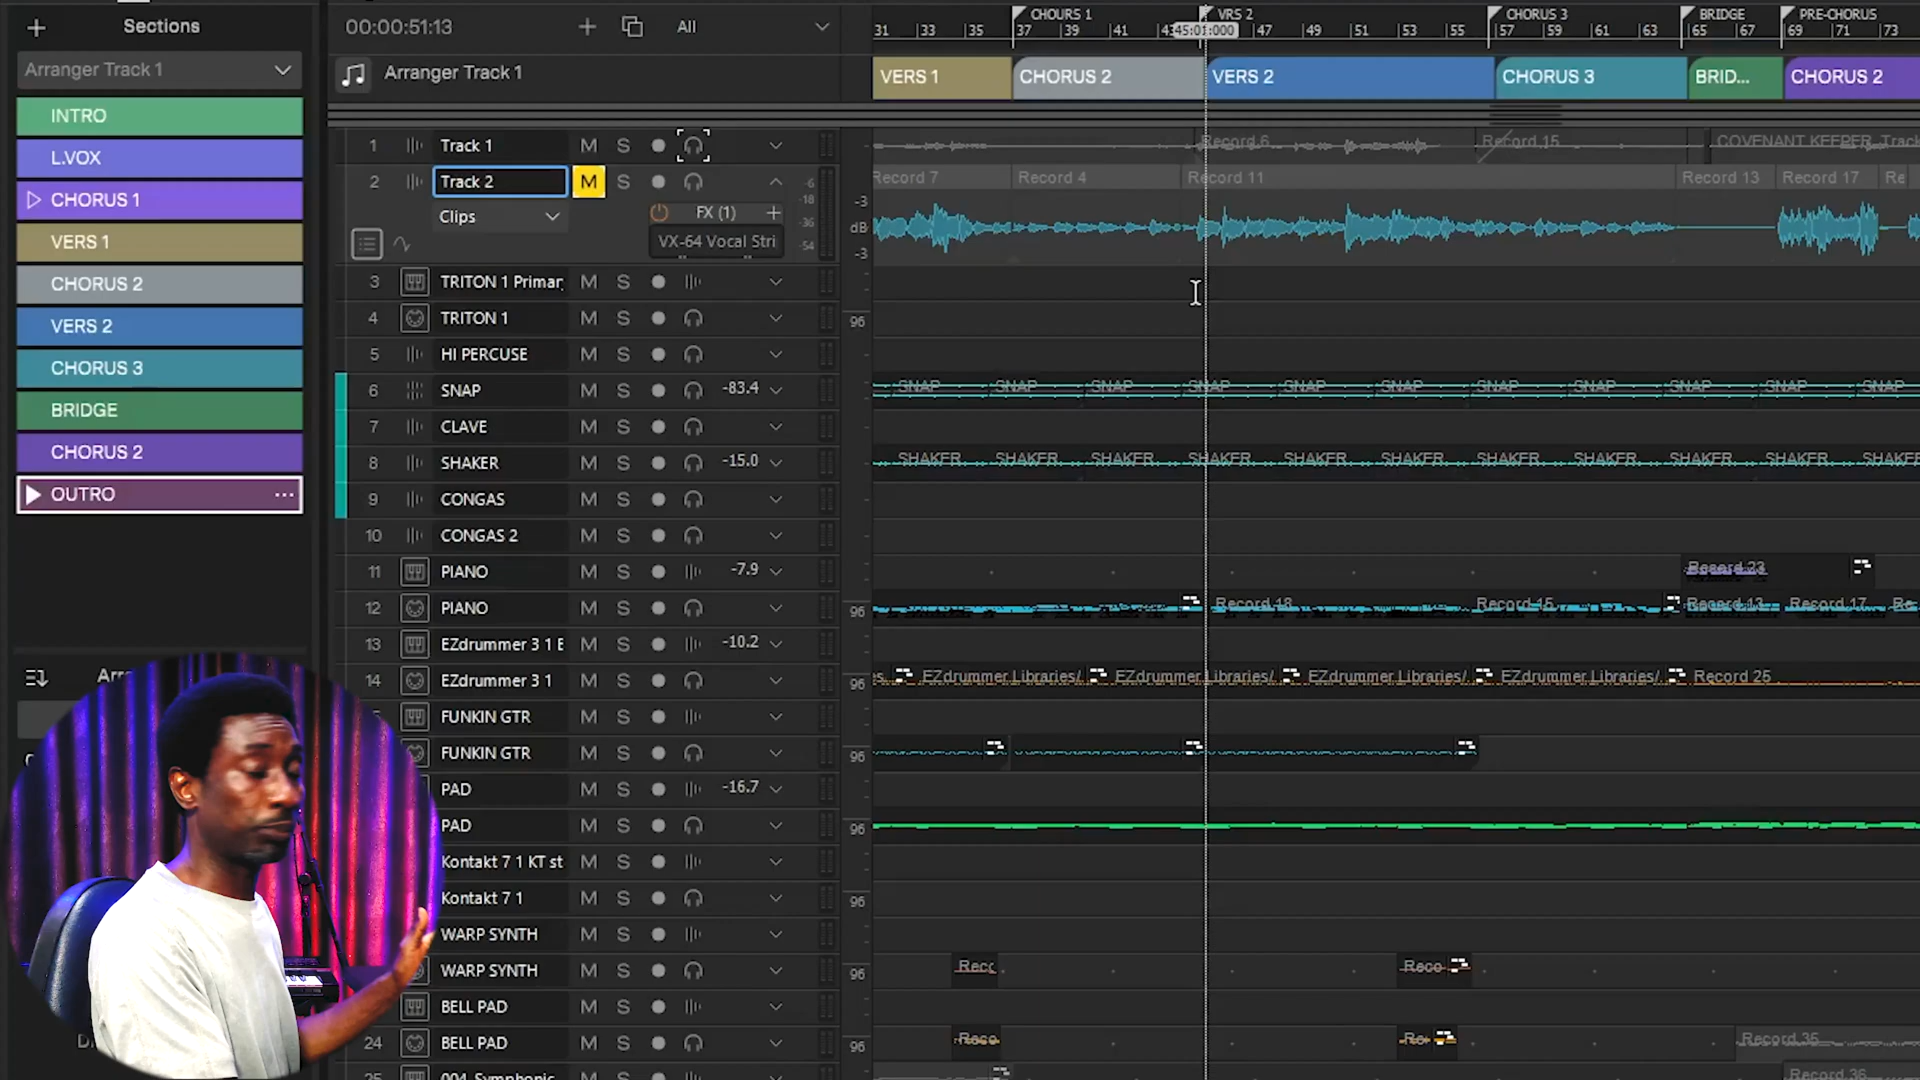 Sections
Arranger Track 1
INTRO
L.VOX
CHORUS 1
VERS 1
CHORUS 2
VERS 2
CHORUS 3
BRIDGE
CHORUS 2
OUTRO
00:00:51:13
All
Arranger Track 1
CHOURS 1
VRS 2
CHORUS 3
BRIDGE
PRE-CHORUS
31 33 35 37 39 41 43 45:01:000 47 49 51 53 55 57 59 61 63 65 67 69 71 73
VERS 1
CHORUS 2
VERS 2
CHORUS 3
BRID...
CHORUS 2
1 Track 1 M S
Record 6
Record 15
COVENANT KEEPER_Track
2 Track 2 M S
-6
-18
-36
-54
Clips
FX (1)
VX-64 Vocal Stri
-3
dB
-3
Record 7
Record 4
Record 11
Record 13
Record 17
Re
3 TRITON 1 Primar M S
4 TRITON 1 M S
96
5 HI PERCUSE M S
6 SNAP M S -83.4
SNAP SNAP SNAP SNAP SNAP SNAP SNAP SNAP SNAP SNAP SNAP
7 CLAVE M S
8 SHAKER M S -15.0
SHAKER SHAKER SHAKER SHAKER SHAKER SHAKER SHAKER SHAKER SHAKER SHAKER SHAKE
9 CONGAS M S
10 CONGAS 2 M S
11 PIANO M S -7.9
Record 23
12 PIANO M S
96
Record 18
Record 15
Record 13
Record 17
Re
13 EZdrummer 3 1 E M S -10.2
14 EZdrummer 3 1 M S
96
EZdrummer Libraries/ EZdrummer Libraries/ EZdrummer Libraries/ EZdrummer Libraries/ Record 25
FUNKIN GTR M S
FUNKIN GTR M S
96
PAD M S -16.7
PAD M S
96
Kontakt 7 1 KT st M S
Kontakt 7 1 M S
96
WARP SYNTH M S
WARP SYNTH M S
96
Rec
Reco
BELL PAD M S
24 BELL PAD M S
96
Reco
Re
Record 35
25 004_Symphonic
Record 36